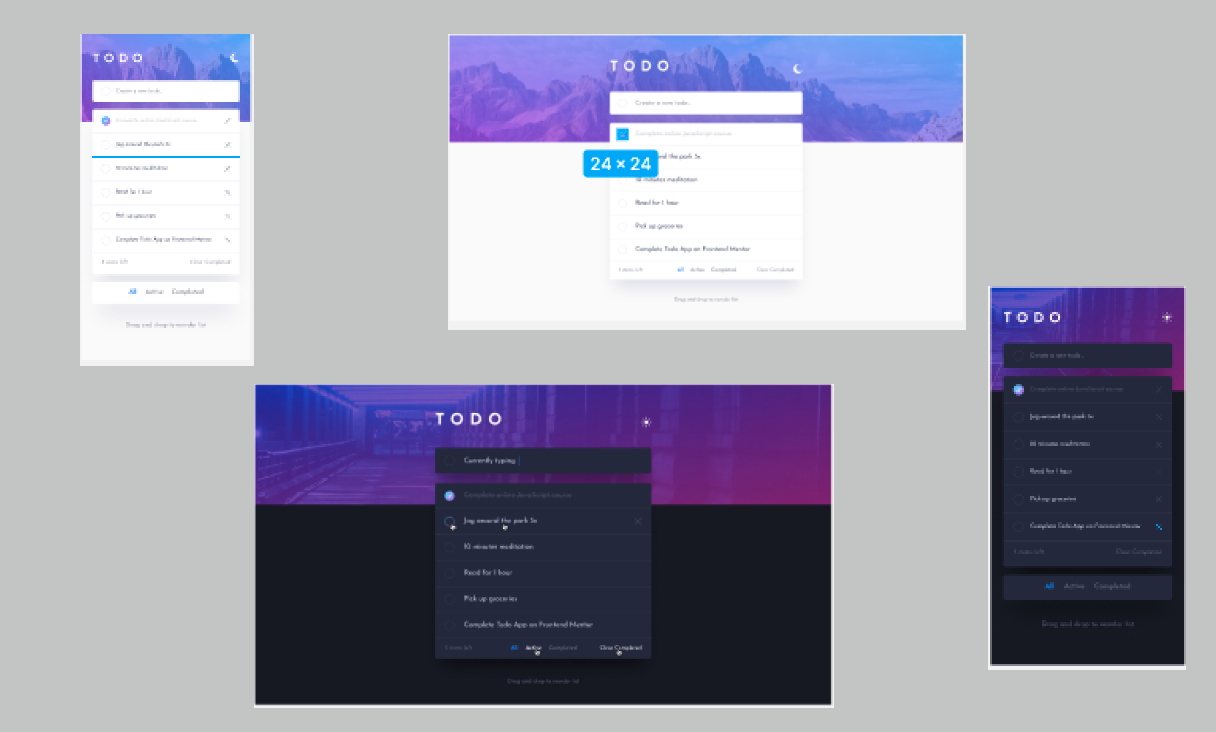 TODO
Create a new todo..
Complete online JavaScript course
Jog around the park 3x
10 minutes meditation
Read for 1 hour
Pick up groceries
Complete Todo App on Frontend Mentor
items left
Clear Completed
All Active Completed
Drag and drop to reorder list
TODO
Create a new todo..
Complete online JavaScript course
24 × 24
und the park 3x
10 minutes meditation
Read for 1 hour
Pick up groceries
Complete Todo App on Frontend Mentor
items left All Active Completed Clear Completed
Drag and drop to reorder list
TODO
Currently typing
Complete online JavaScript course
Jog around the park 3x
10 minutes meditation
Read for 1 hour
Pick up groceries
Complete Todo App on Frontend Mentor
5 items left All Active Completed Clear Completed
Drag and drop to reorder list
TODO
Create a new todo..
Complete online JavaScript course
Jog around the park 3x
10 minutes meditation
Read for 1 hour
Pick up groceries
Complete Todo App on Frontend Mentor
items left Clear Completed
All Active Completed
Drag and drop to reorder list